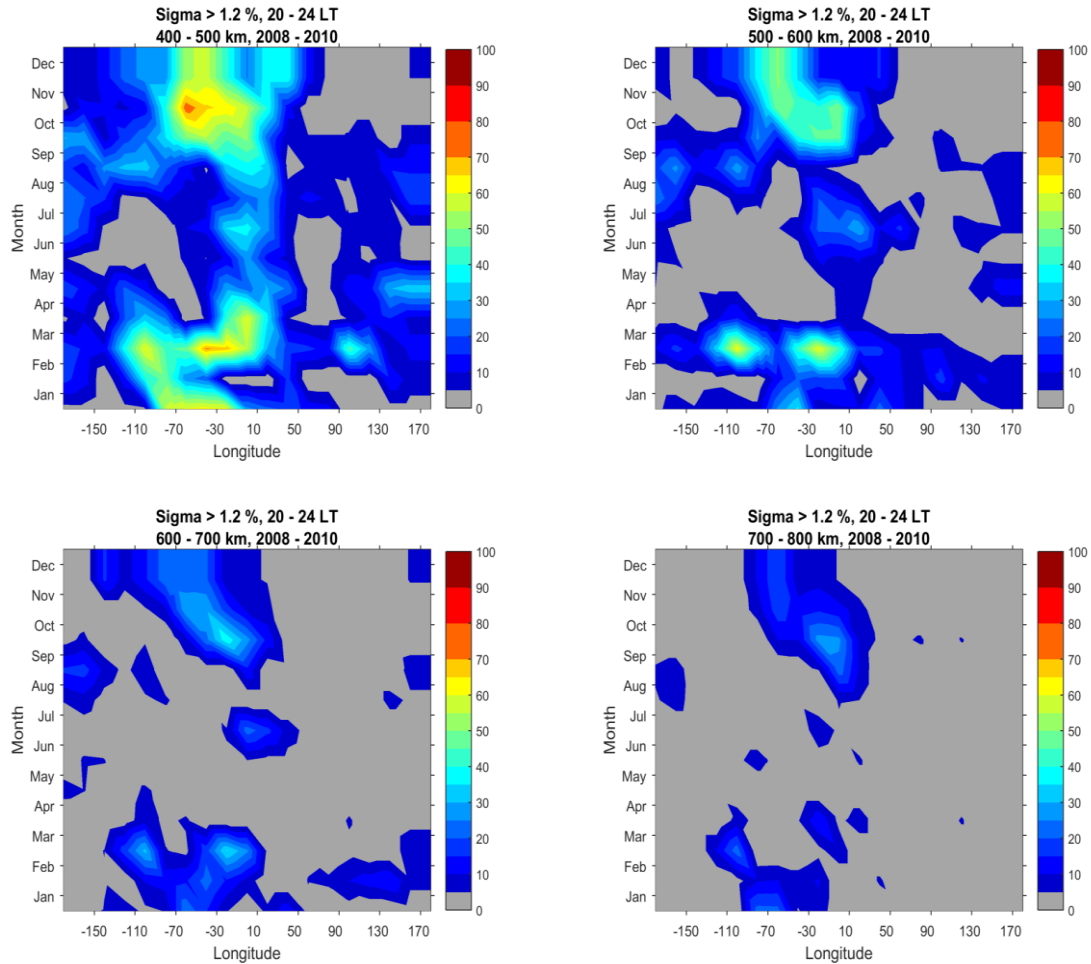 Sigma > 1.2 %, 20 - 24 LT
400 - 500 km, 2008 - 2010
Dec
Nov
Oct
Sep
Aug
Jul
Jun
May
Apr
Mar
Feb
Jan
Month
-150 -110 -70 -30 10 50 90 130 170
Longitude
100
90
80
70
60
50
40
30
20
10
0
Sigma > 1.2 %, 20 - 24 LT
500 - 600 km, 2008 - 2010
Dec
Nov
Oct
Sep
Aug
Jul
Jun
May
Apr
Mar
Feb
Jan
Month
-150 -110 -70 -30 10 50 90 130 170
Longitude
100
90
80
70
60
50
40
30
20
10
0
Sigma > 1.2 %, 20 - 24 LT
600 - 700 km, 2008 - 2010
Dec
Nov
Oct
Sep
Aug
Jul
Jun
May
Apr
Mar
Feb
Jan
Month
-150 -110 -70 -30 10 50 90 130 170
Longitude
100
90
80
70
60
50
40
30
20
10
0
Sigma > 1.2 %, 20 - 24 LT
700 - 800 km, 2008 - 2010
Dec
Nov
Oct
Sep
Aug
Jul
Jun
May
Apr
Mar
Feb
Jan
Month
-150 -110 -70 -30 10 50 90 130 170
Longitude
100
90
80
70
60
50
40
30
20
10
0